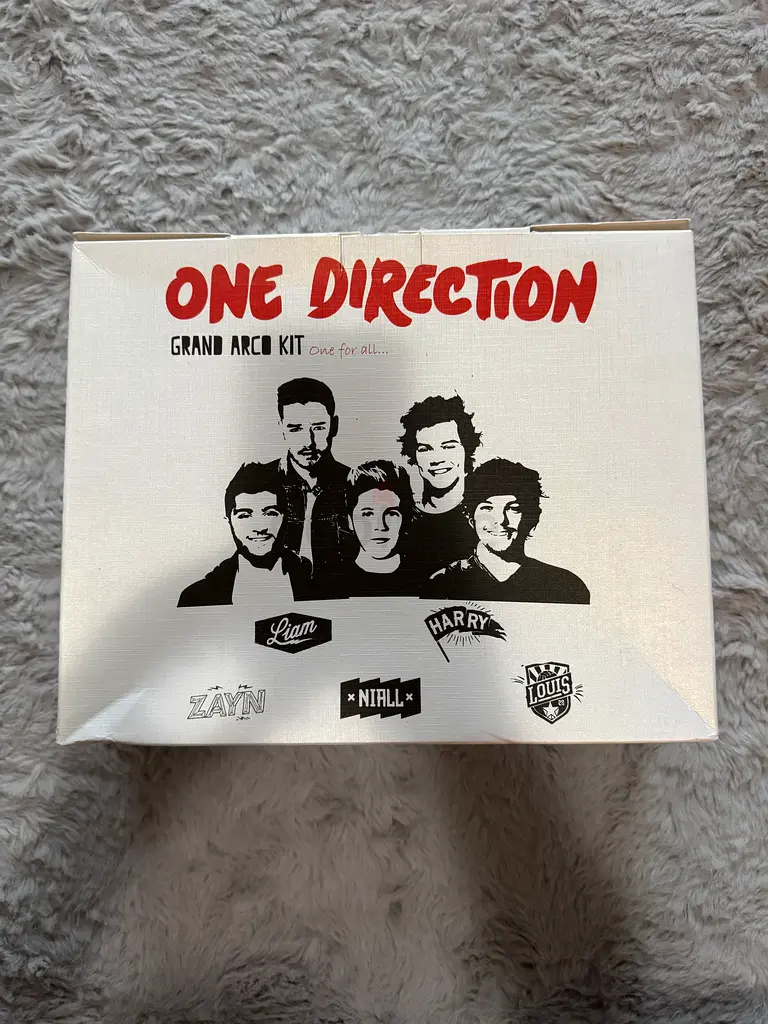 ONE DIRECTION
GRAND ARCO KIT One for all...
Liam HARRY
ZAYN NIALL LOUIS